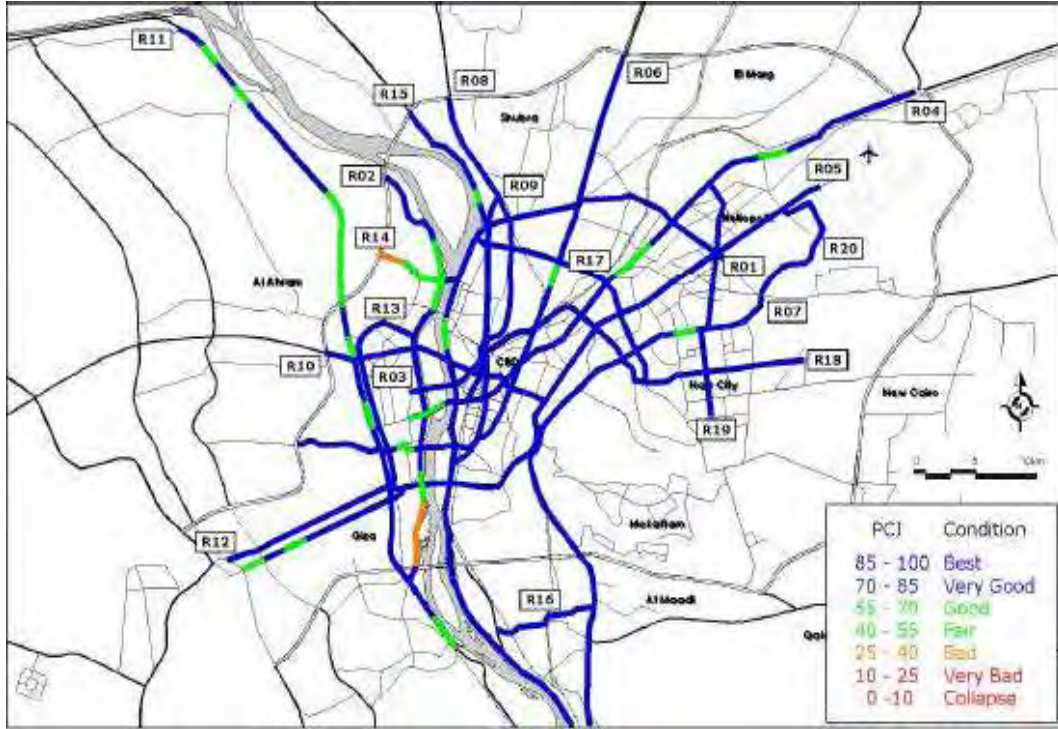 R11
R06
El Marg
R15
R08
Shubra
R04
R02
R09
R05
R14
R20
R17
R01
Al Ahram
R13
R07
R10
CBD
R18
R03
Nasr City
New Cairo
R19
0 5 10km
Mokattam
R12
Giza
R16
Al Maadi
PCI Condition
85 - 100 Best
70 - 85 Very Good
55 - 70 Good
40 - 55 Fair
25 - 40 Bad
10 - 25 Very Bad
0 - 10 Collapse